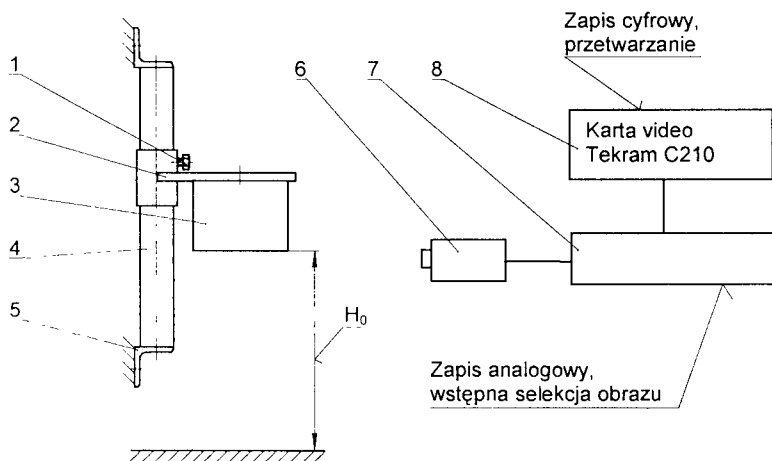 Zapis cyfrowy,
przetwarzanie
1
2
3
4
5
6
7
8
Karta video
Tekram C210
H₀
Zapis analogowy,
wstępna selekcja obrazu